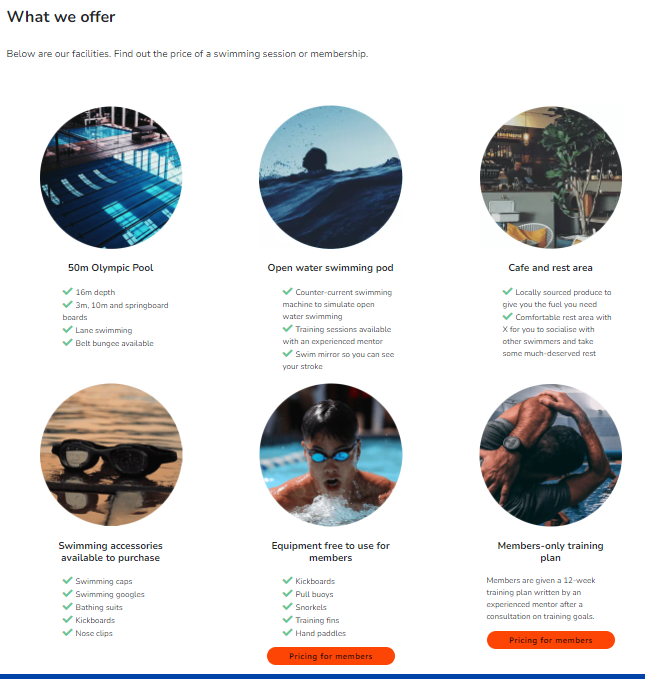 What we offer
Below are our facilities. Find out the price of a swimming session or membership.
50m Olympic Pool
16m depth
3m, 10m and springboard
boards
Lane swimming
Belt bungee available
Open water swimming pod
Counter-current swimming
machine to simulate open
water swimming
Training sessions available
with an experienced mentor
Swim mirror so you can see
your stroke
Cafe and rest area
Locally sourced produce to
give you the fuel you need
Comfortable rest area with
X for you to socialise with
other swimmers and take
some much-deserved rest
Swimming accessories
available to purchase
Swimming caps
Swimming googles
Bathing suits
Kickboards
Nose clips
Equipment free to use for
members
Kickboards
Pull buoys
Snorkels
Training fins
Hand paddles
Pricing for members
Members-only training
plan
Members are given a 12-week
training plan written by an
experienced mentor after a
consultation on training goals.
Pricing for members